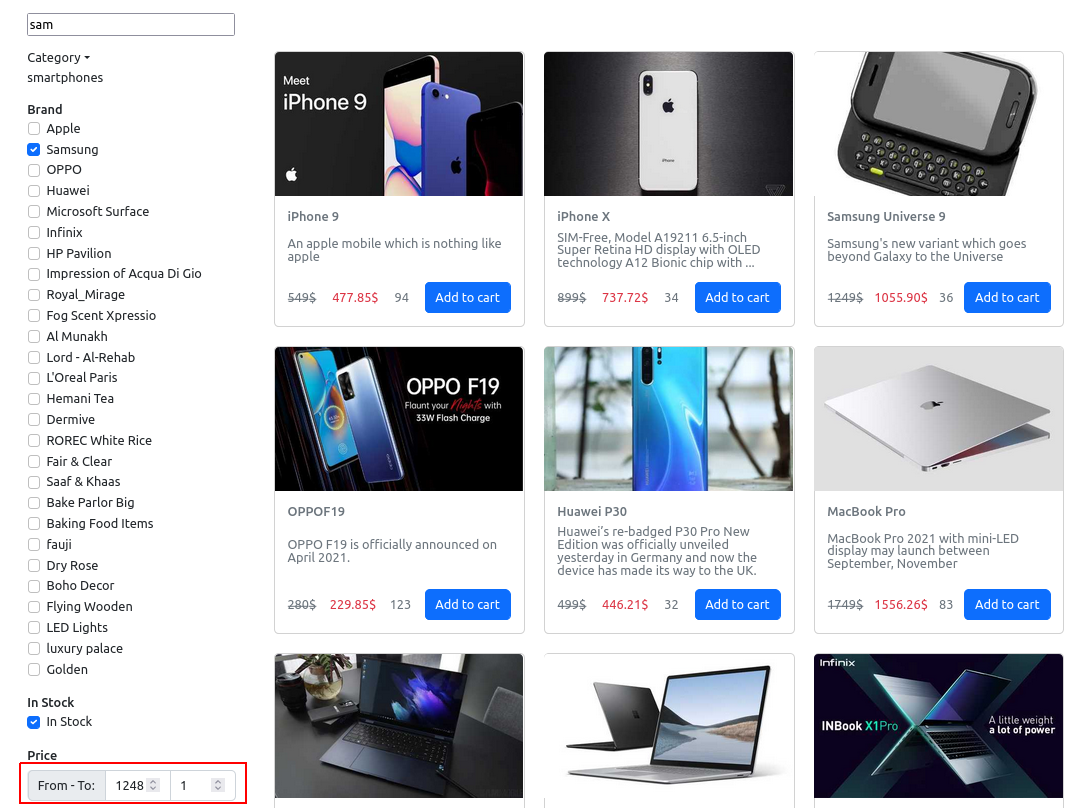 sam
Category
smartphones
Brand
Apple
Samsung
OPPO
Huawei
Microsoft Surface
Infinix
HP Pavilion
Impression of Acqua Di Gio
Royal_Mirage
Fog Scent Xpressio
Al Munakh
Lord - Al-Rehab
L'Oreal Paris
Hemani Tea
Dermive
ROREC White Rice
Fair & Clear
Saaf & Khaas
Bake Parlor Big
Baking Food Items
fauji
Dry Rose
Boho Decor
Flying Wooden
LED Lights
luxury palace
Golden
In Stock
In Stock
Price
From - To: 1248 1
Meet
iPhone 9
iPhone 9
An apple mobile which is nothing like
apple
549$ 477.85$ 94 Add to cart
iPhone
iPhone X
SIM-Free, Model A19211 6.5-inch
Super Retina HD display with OLED
technology A12 Bionic chip with ...
899$ 737.72$ 34 Add to cart
Samsung Universe 9
Samsung's new variant which goes
beyond Galaxy to the Universe
1249$ 1055.90$ 36 Add to cart
OPPO F19
Flaunt your Nights with
33W Flash Charge
OPPOF19
OPPO F19 is officially announced on
April 2021.
280$ 229.85$ 123 Add to cart
Huawei P30
Huawei’s re-badged P30 Pro New
Edition was officially unveiled
yesterday in Germany and now the
device has made its way to the UK.
499$ 446.21$ 32 Add to cart
MacBook Pro
MacBook Pro 2021 with mini-LED
display may launch between
September, November
1749$ 1556.26$ 83 Add to cart
Infinix
INBook X1Pro
A little weight
a lot of power